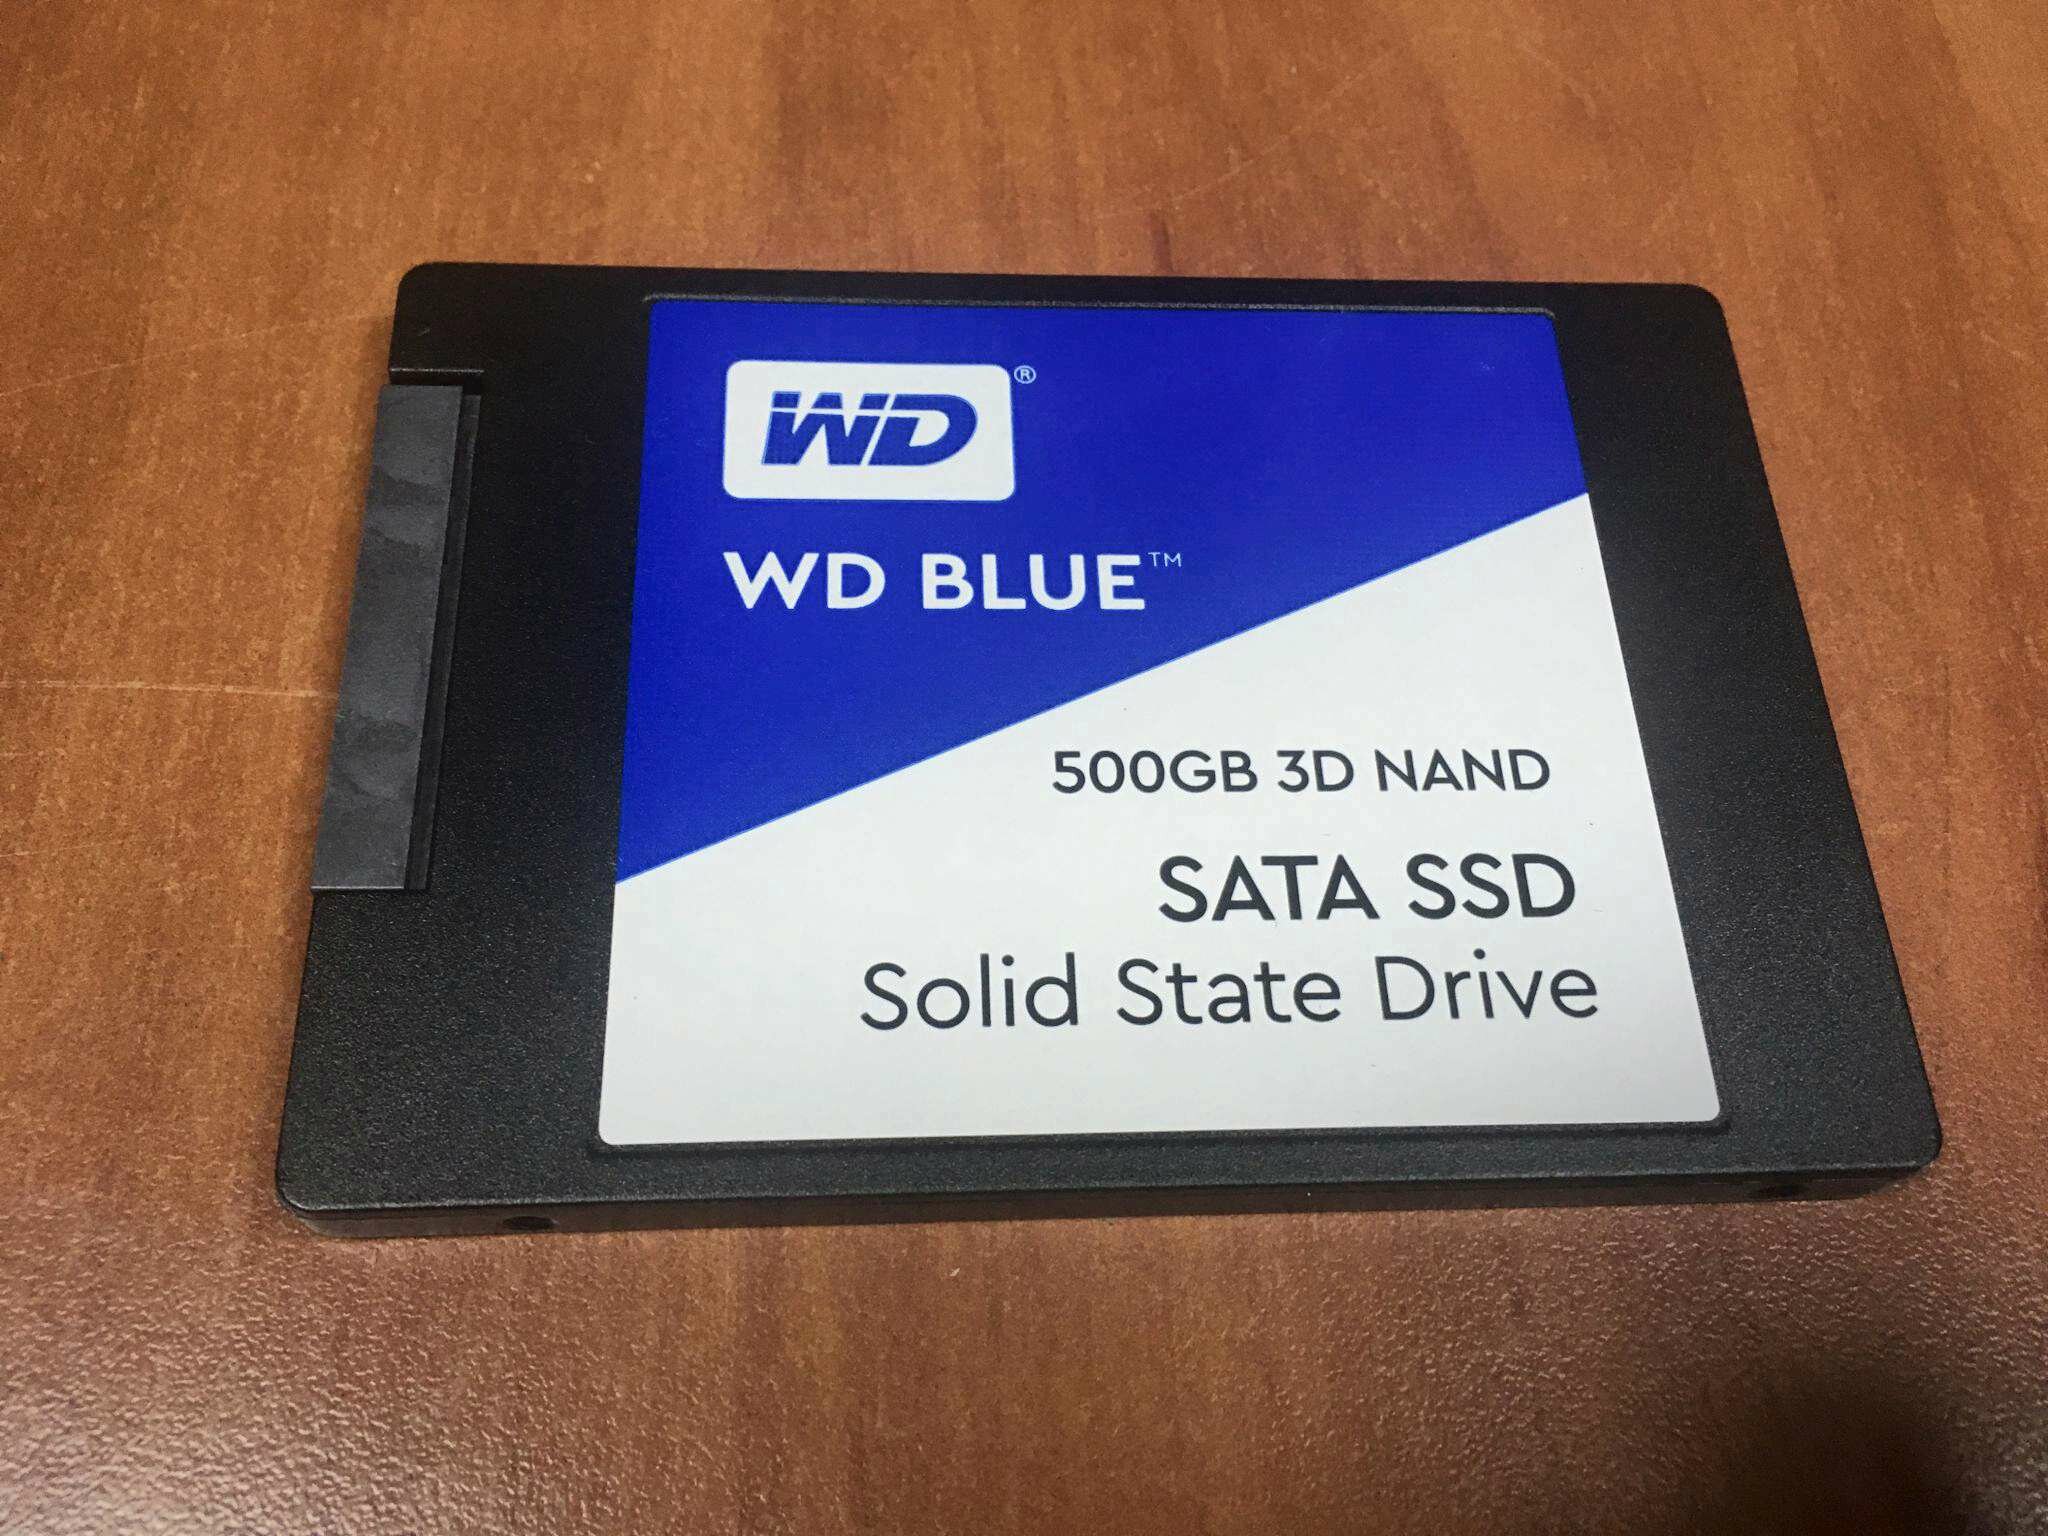 WD®
WD BLUE™
500GB 3D NAND
SATA SSD
Solid State Drive